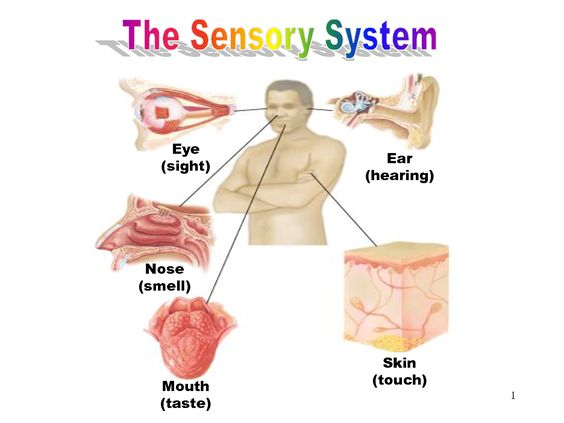 The Sensory System
Eye
(sight)
Ear
(hearing)
Nose
(smell)
Mouth
(taste)
Skin
(touch)
1